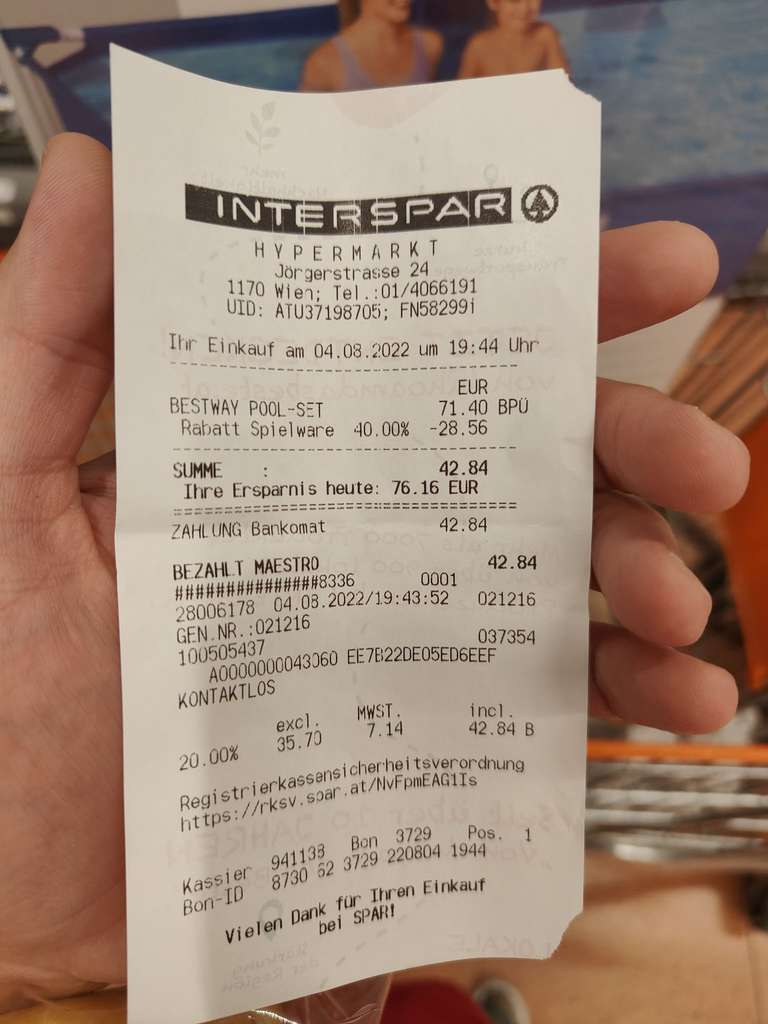 INTERSPAR
HYPERMARKT
Jörgerstrasse 24
1170 Wien; Tel.:01/4066191
UID: ATU37198705; FN58299i
Ihr Einkauf am 04.08.2022 um 19:44 Uhr
EUR
BESTWAY POOL-SET 71.40 BPÜ
Rabatt Spielware 40.00% -28.56
SUMME : 42.84
Ihre Ersparnis heute: 76.16 EUR
ZAHLUNG Bankomat 42.84
BEZAHLT MAESTRO 42.84
###############8336 0001
28006178 04.08.2022/19:43:52 021216
GEN.NR.:021216
100505437 037354
A0000000043060 EE7B22DE05ED6EEF
KONTAKTLOS
excl. MWST. incl.
20.00% 35.70 7.14 42.84 B
Registrierkassensicherheitsverordnung
https://rksv.spar.at/NvFpmEAG1Is
Kassier 941138 Bon 3729 Pos. 1
Bon-ID 8730 62 3729 220804 1944
Vielen Dank für Ihren Einkauf
bei SPAR!